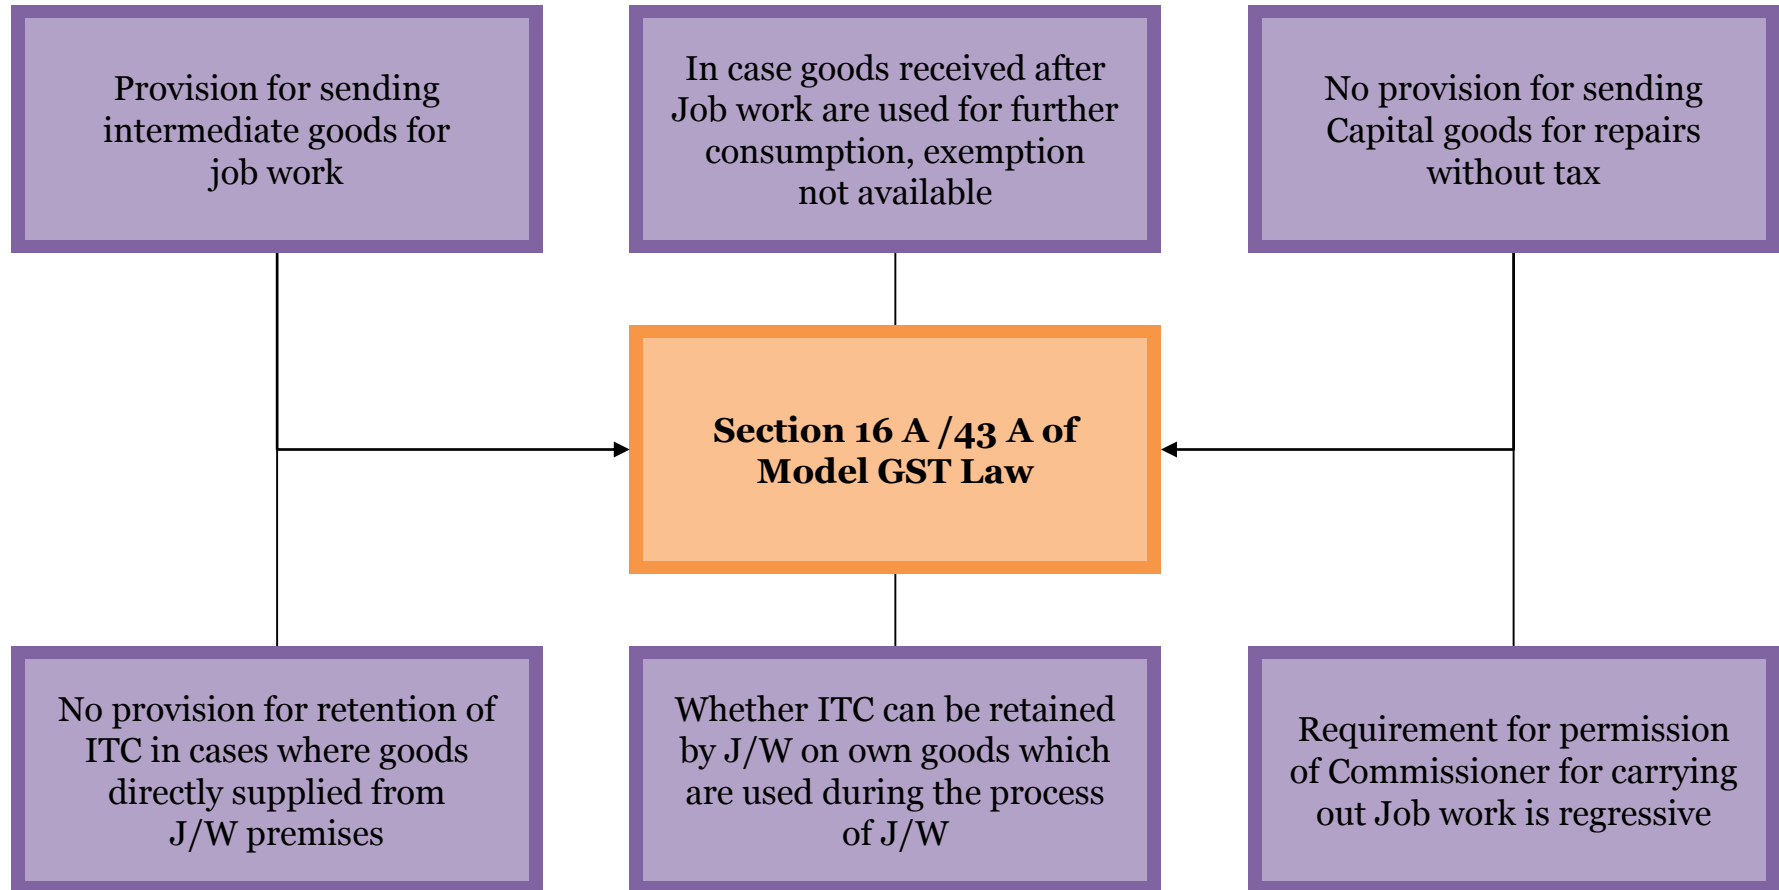 Provision for sending
intermediate goods for
job work
In case goods received after
Job work are used for further
consumption, exemption
not available
No provision for sending
Capital goods for repairs
without tax
Section 16 A /43 A of
Model GST Law
No provision for retention of
ITC in cases where goods
directly supplied from
J/W premises
Whether ITC can be retained
by J/W on own goods which
are used during the process
of J/W
Requirement for permission
of Commissioner for carrying
out Job work is regressive